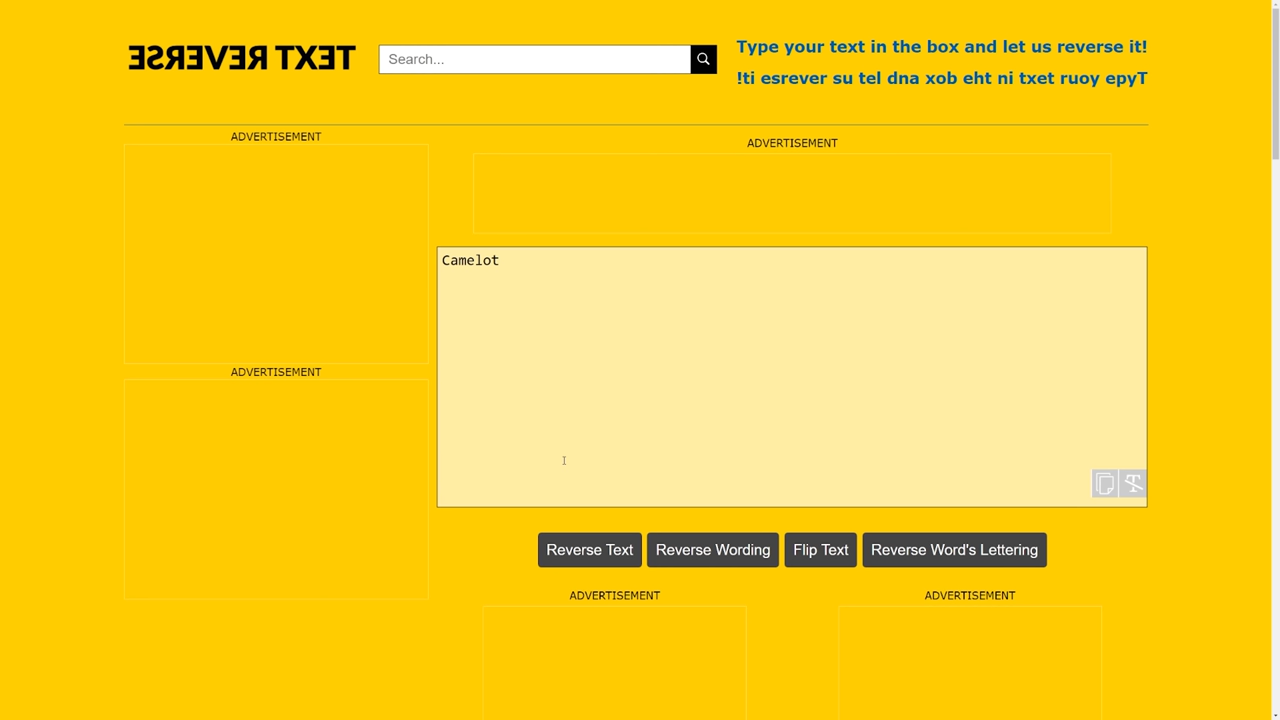 TEXT REVERSE
Search...
Type your text in the box and let us reverse it!
!ti esrever su tel dna xob eht ni txet ruoy epyT
ADVERTISEMENT
ADVERTISEMENT
Camelot
ADVERTISEMENT
Reverse Text
Reverse Wording
Flip Text
Reverse Word's Lettering
ADVERTISEMENT
ADVERTISEMENT